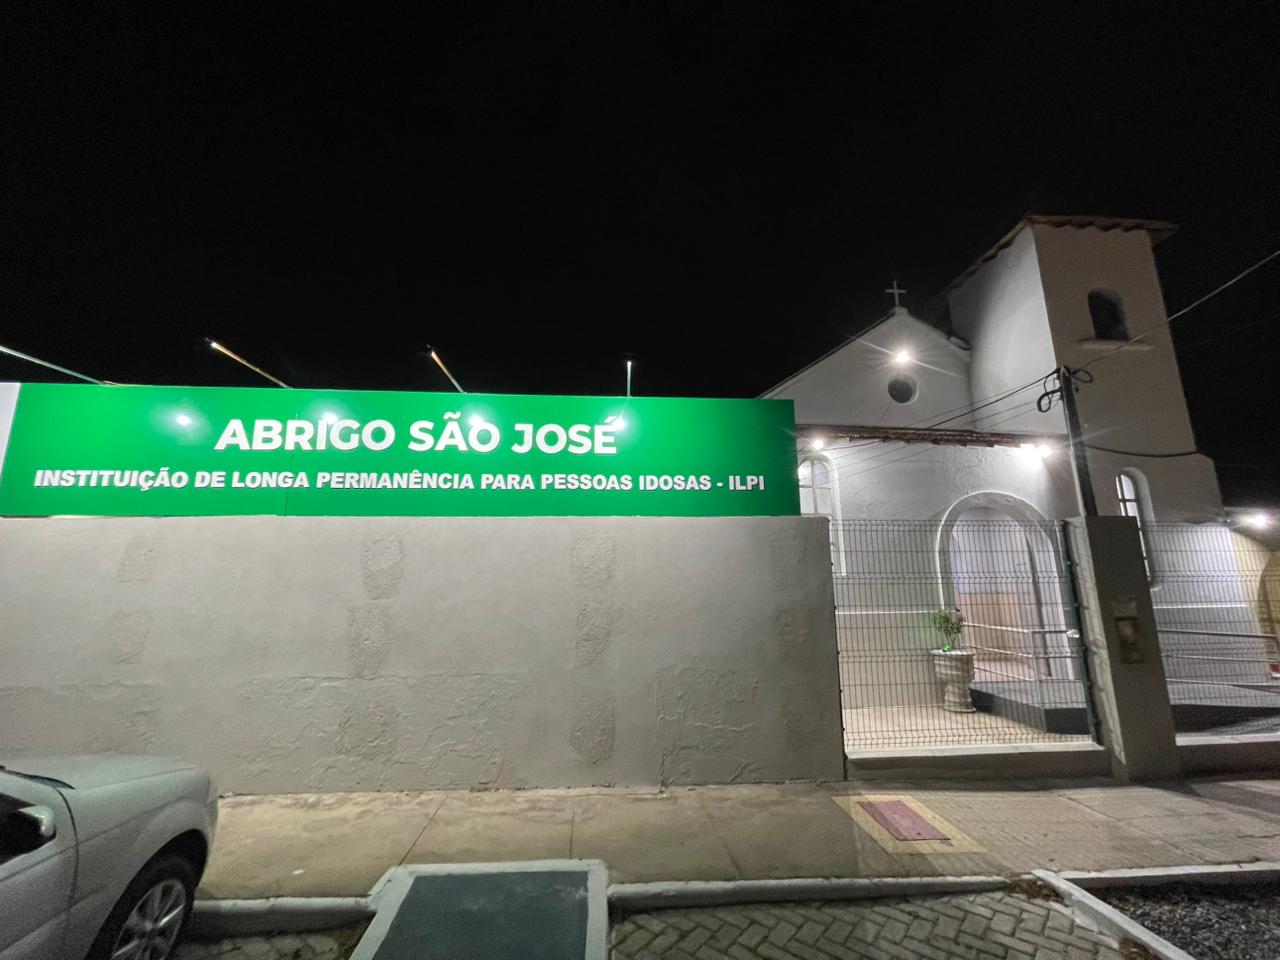 ABRIGO SÃO JOSÉ
INSTITUIÇÃO DE LONGA PERMANÊNCIA PARA PESSOAS IDOSAS - ILPI